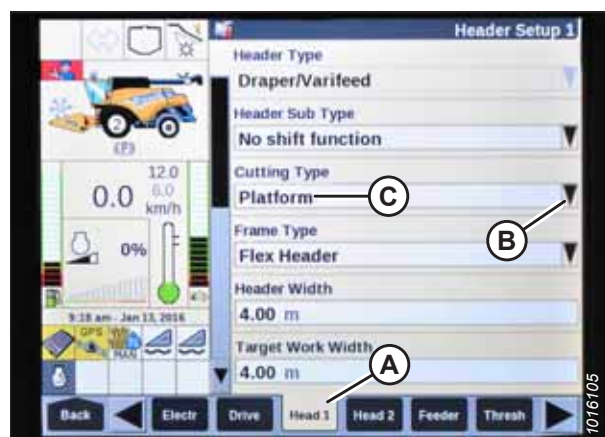 Header Setup 1
Header Type
Draper/Varifeed
Header Sub Type
No shift function
Cutting Type
Platform
C
B
Frame Type
Flex Header
Header Width
4.00 m
Target Work Width
4.00 m
A
2
(P)
12.0
0.0
6.0
km/h
0%
9:18 am - Jan 13, 2016
GPS
MAN
Back
Electr
Drive
Head 1
Head 2
Feeder
Thresh
1016105